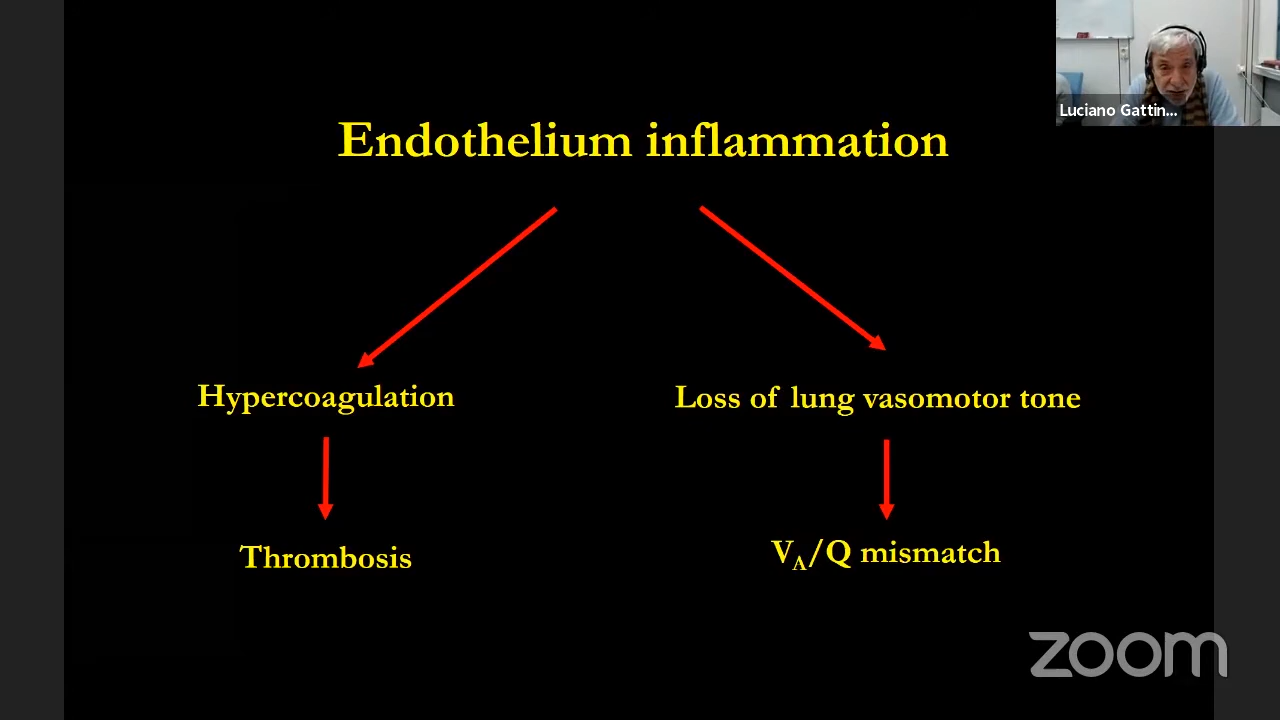 Luciano Gattin...
Endothelium inflammation
Hypercoagulation
Loss of lung vasomotor tone
Thrombosis
VA/Q mismatch
zoom